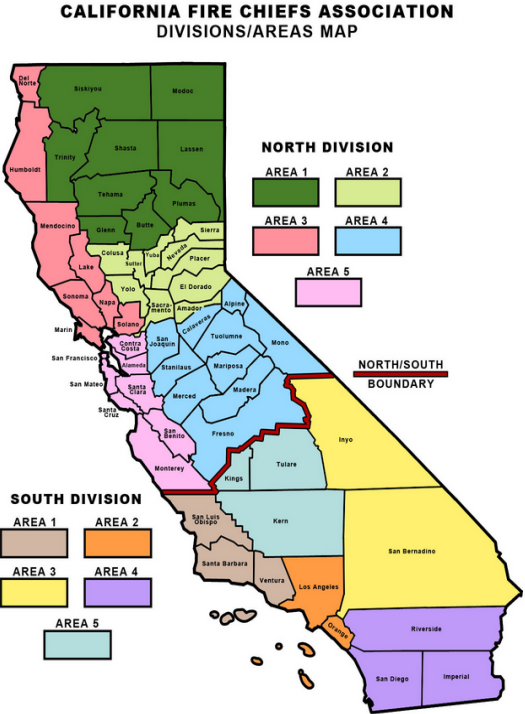 CALIFORNIA FIRE CHIEFS ASSOCIATION
DIVISIONS/AREAS MAP
Del
Norte
Siskiyou
Modoc
Humboldt
Trinity
Shasta
Lassen
Tehama
Plumas
Mendocino
Glenn
Butte
Sierra
Colusa
Sutter
Yuba
Nevada
Placer
Lake
Yolo
El Dorado
Sonoma
Napa
Sacra-
mento
Amador
Alpine
Solano
Marin
Calaveras
Contra
Costa
San
Joaquin
Tuolumne
Mono
San Francisco
Alameda
Stanilaus
Mariposa
San Mateo
Santa
Clara
Merced
Madera
Santa
Cruz
San
Benito
Fresno
Inyo
Monterey
Kings
Tulare
San Luis
Obispo
Kern
San Bernadino
Santa Barbara
Ventura
Los Angeles
Orange
Riverside
San Diego
Imperial
NORTH DIVISION
AREA 1 AREA 2
AREA 3 AREA 4
AREA 5
NORTH/SOUTH
BOUNDARY
SOUTH DIVISION
AREA 1 AREA 2
AREA 3 AREA 4
AREA 5